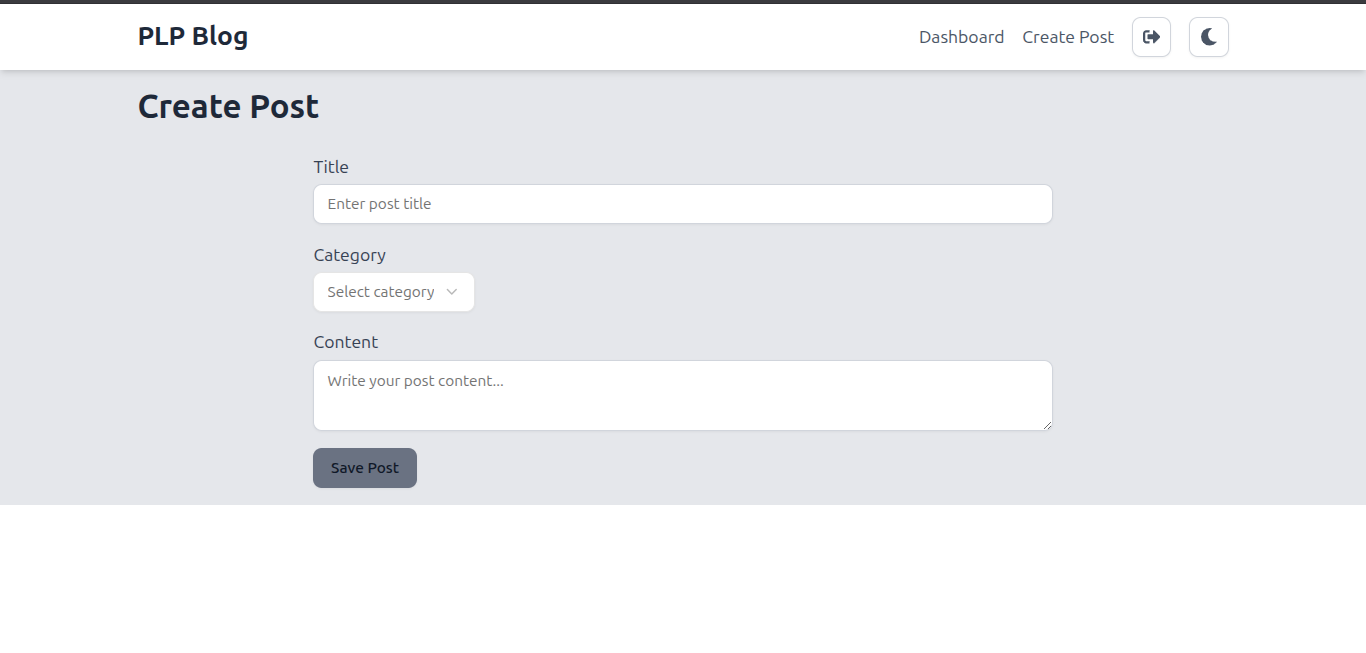 PLP Blog
Dashboard Create Post
Create Post
Title
Enter post title
Category
Select category
Content
Write your post content...
Save Post